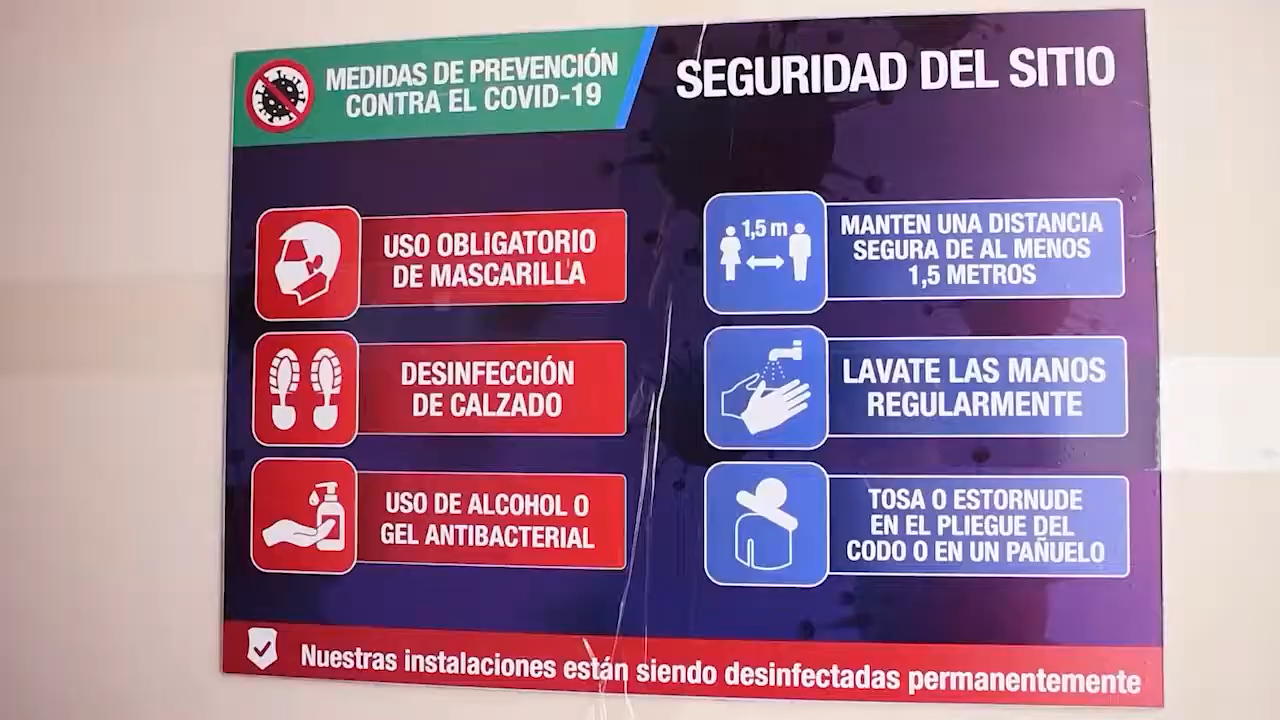 MEDIDAS DE PREVENCIÓN
CONTRA EL COVID-19
SEGURIDAD DEL SITIO
USO OBLIGATORIO
DE MASCARILLA
DESINFECCIÓN
DE CALZADO
USO DE ALCOHOL O
GEL ANTIBACTERIAL
1,5 m
MANTEN UNA DISTANCIA
SEGURA DE AL MENOS
1,5 METROS
LAVATE LAS MANOS
REGULARMENTE
TOSA O ESTORNUDE
EN EL PLIEGUE DEL
CODO O EN UN PAÑUELO
Nuestras instalaciones están siendo desinfectadas permanentemente